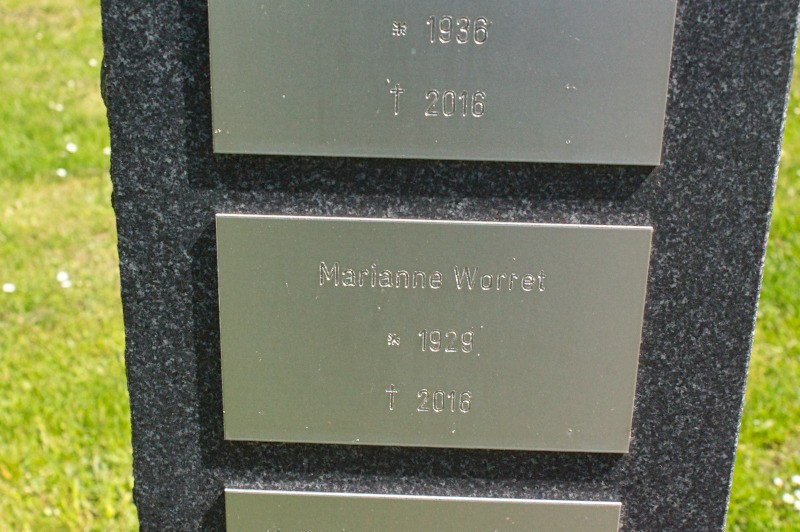 * 1936
† 2016
Marianne Worret
* 1929
† 2016